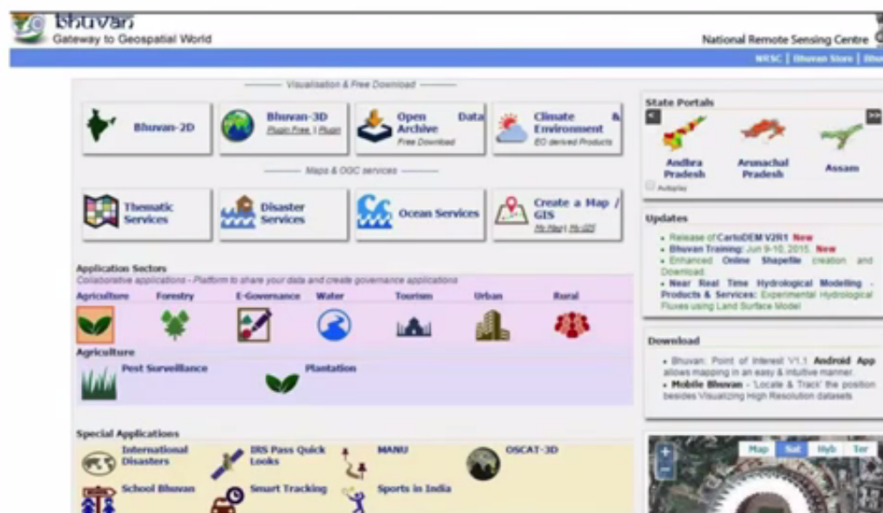 bhuvan
Gateway to Geospatial World
National Remote Sensing Centre
NRSC | Bhuvan Store |
Visualisation & Free Download
Bhuvan-2D
Bhuvan-3D
Plugin Free | Plugin
Open Data
Archive
Free Download
Climate &
Environment
EO derived Products
Maps & OGC services
Thematic
Services
Disaster
Services
Ocean Services
Create a Map /
GIS
My Map | My GIS
Application Sectors
Collaborative applications - Platform to share your data and create governance applications
Agriculture Forestry E-Governance Water Tourism Urban Rural
Agriculture
Pest Surveillance Plantation
Special Applications
International
Disasters
IRS Pass Quick
Looks
MANU
OSCAT-3D
School Bhuvan Smart Tracking Sports in India
State Portals
< >>
Andhra
Pradesh
Arunachal
Pradesh
Assam
Autoplay
Updates
• Release of CartoDEM V2R1 New
• Bhuvan Training: Jun 9-10, 2015. New
• Enhanced Online Shapefile creation and
Download.
• Near Real Time Hydrological Modelling -
Products & Services: Experimental Hydrological
Fluxes using Land Surface Model
Download
• Bhuvan: Point of Interest V1.1 Android App
allows mapping in an easy & intuitive manner.
• Mobile Bhuvan - 'Locate & Track' the position
besides Visualizing High Resolution datasets
+ Map Sat Hyb Ter
-